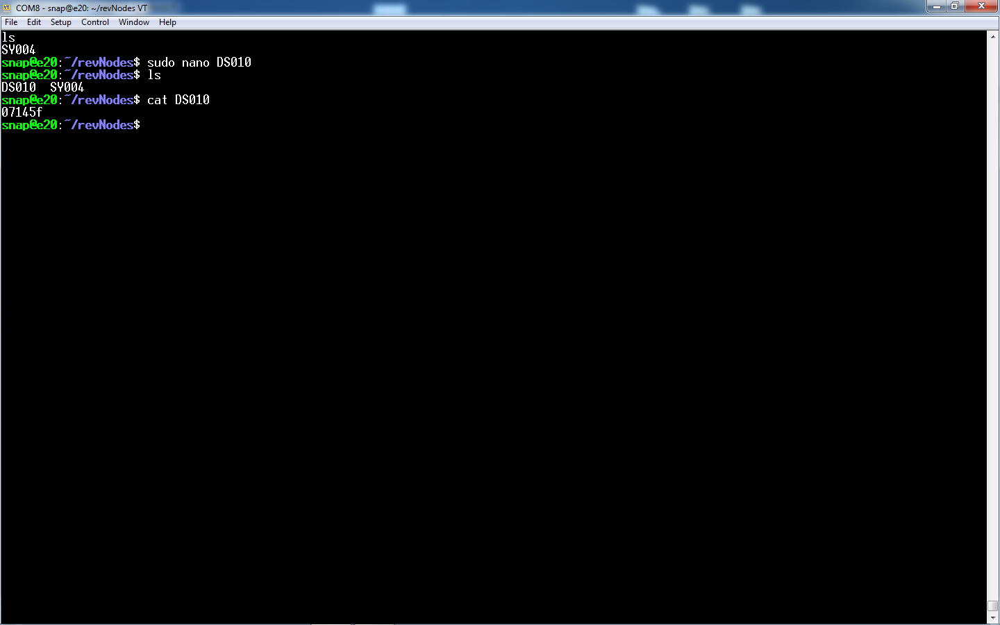 COM8 - snap@e20: ~/revNodes VT
File Edit Setup Control Window Help
ls
SY004
snap@e20:~/revNodes$ sudo nano DS010
snap@e20:~/revNodes$ ls
DS010  SY004
snap@e20:~/revNodes$ cat DS010
07145f
snap@e20:~/revNodes$